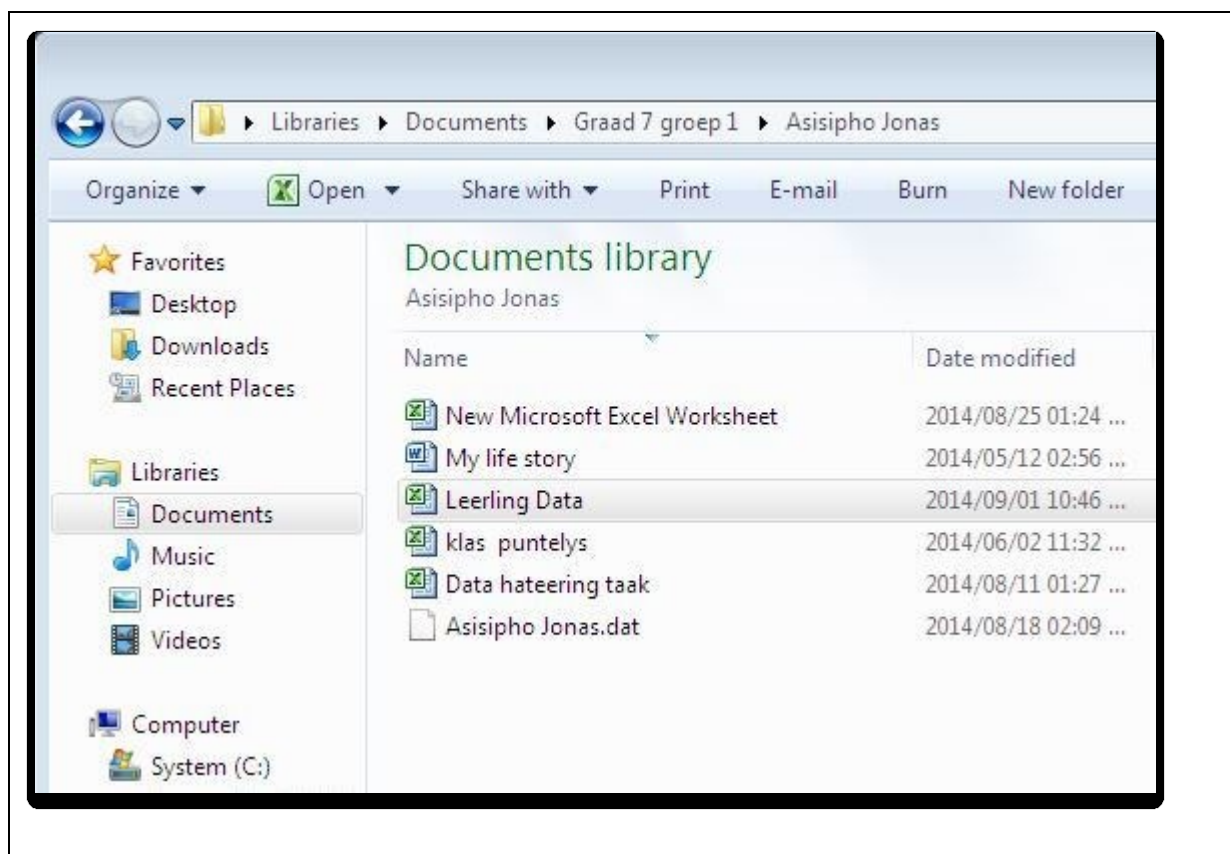 Libraries Documents Graad 7 groep 1 Asisipho Jonas
Organize Open Share with Print E-mail Burn New folder
Favorites
Desktop
Downloads
Recent Places
Libraries
Documents
Music
Pictures
Videos
Computer
System (C:)
Documents library
Asisipho Jonas
Name Date modified
New Microsoft Excel Worksheet 2014/08/25 01:24 ...
My life story 2014/05/12 02:56 ...
Leerling Data 2014/09/01 10:46 ...
klas puntelys 2014/06/02 11:32 ...
Data hateering taak 2014/08/11 01:27 ...
Asisipho Jonas.dat 2014/08/18 02:09 ...